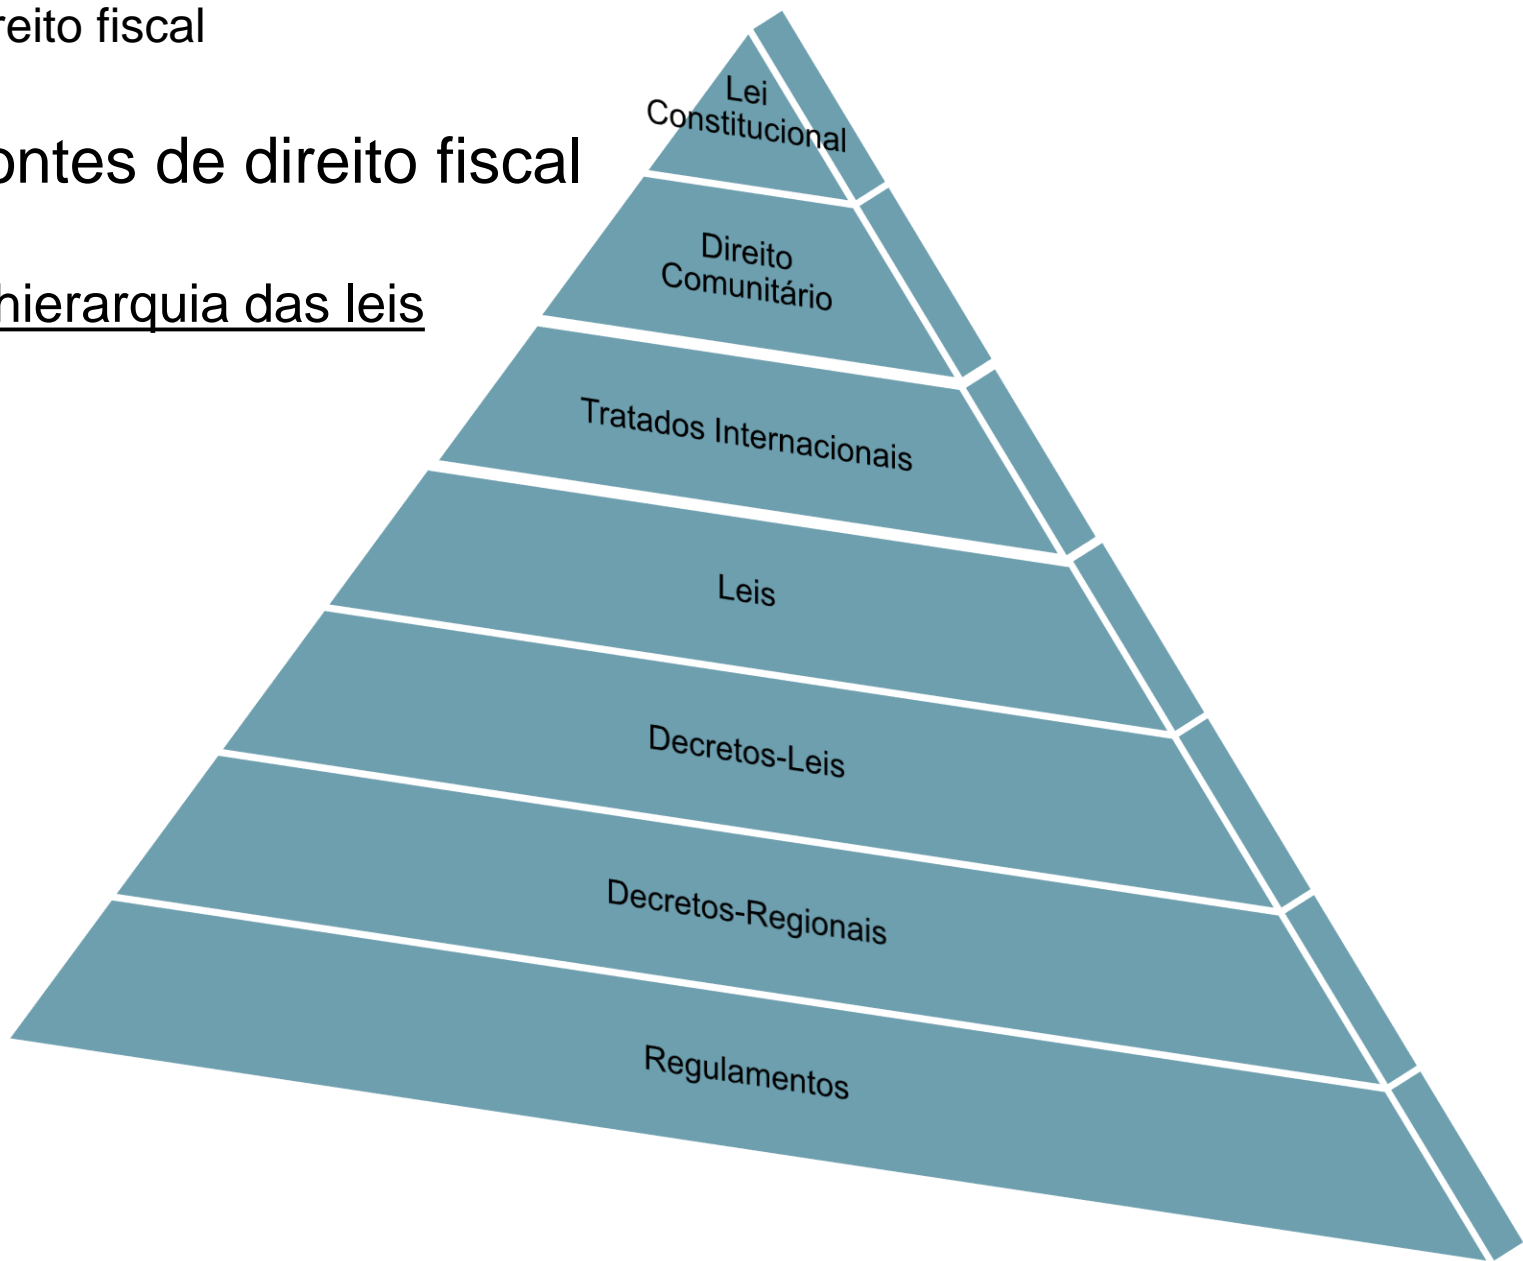 reito fiscal
ontes de direito fiscal
hierarquia das leis
Lei
Constitucional
Direito
Comunitário
Tratados Internacionais
Leis
Decretos-Leis
Decretos-Regionais
Regulamentos